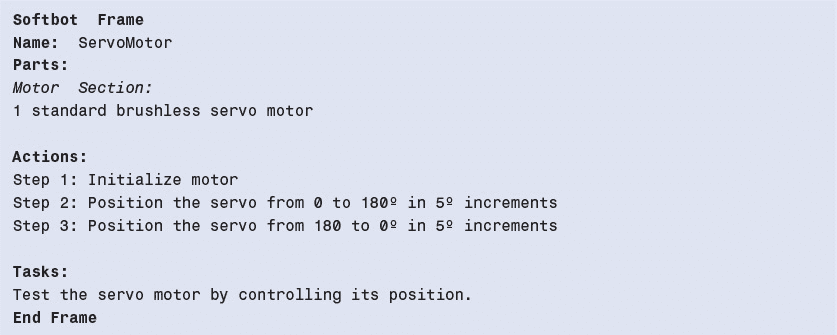 Softbot Frame
Name: ServoMotor
Parts:
Motor Section:
1 standard brushless servo motor
Actions:
Step 1: Initialize motor
Step 2: Position the servo from 0 to 180º in 5º increments
Step 3: Position the servo from 180 to 0º in 5º increments
Tasks:
Test the servo motor by controlling its position.
End Frame